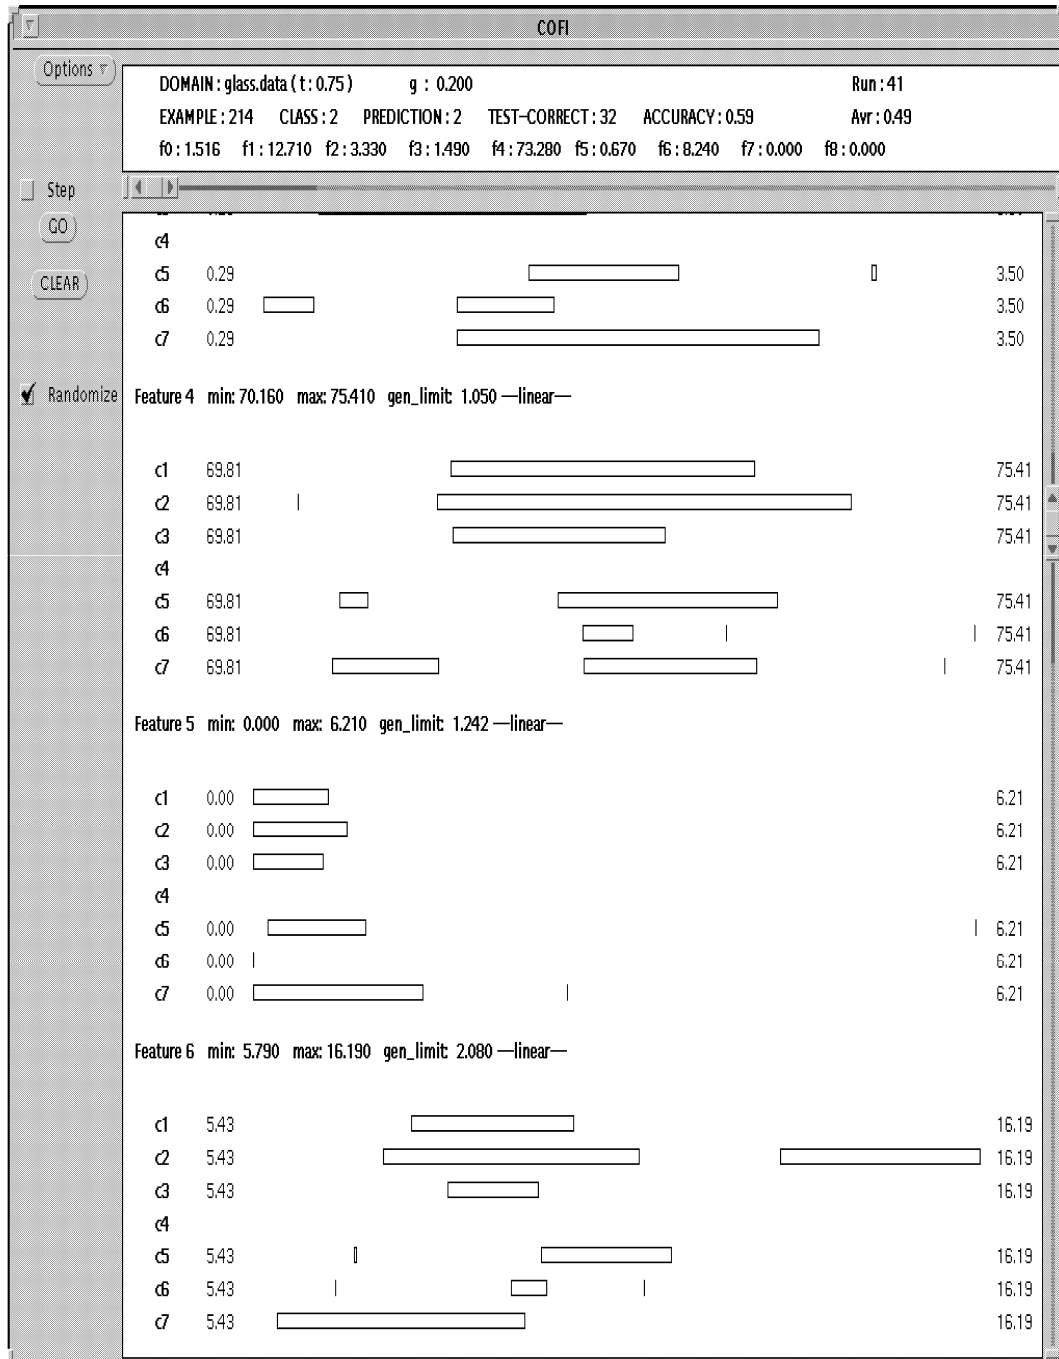 COFI
Options
DOMAIN : glass.data ( t : 0.75 ) g : 0.200 Run : 41
EXAMPLE : 214 CLASS : 2 PREDICTION : 2 TEST-CORRECT : 32 ACCURACY : 0.59 Avr : 0.49
f0 : 1.516 f1 : 12.710 f2 : 3.330 f3 : 1.490 f4 : 73.280 f5 : 0.670 f6 : 8.240 f7 : 0.000 f8 : 0.000
Step
GO
CLEAR
Randomize
c4
c5 0.29 3.50
c6 0.29 3.50
c7 0.29 3.50
Feature 4 min: 70.160 max: 75.410 gen_limit: 1.050 —linear—
c1 69.81 75.41
c2 69.81 75.41
c3 69.81 75.41
c4
c5 69.81 75.41
c6 69.81 75.41
c7 69.81 75.41
Feature 5 min: 0.000 max: 6.210 gen_limit: 1.242 —linear—
c1 0.00 6.21
c2 0.00 6.21
c3 0.00 6.21
c4
c5 0.00 6.21
c6 0.00 6.21
c7 0.00 6.21
Feature 6 min: 5.790 max: 16.190 gen_limit: 2.080 —linear—
c1 5.43 16.19
c2 5.43 16.19
c3 5.43 16.19
c4
c5 5.43 16.19
c6 5.43 16.19
c7 5.43 16.19